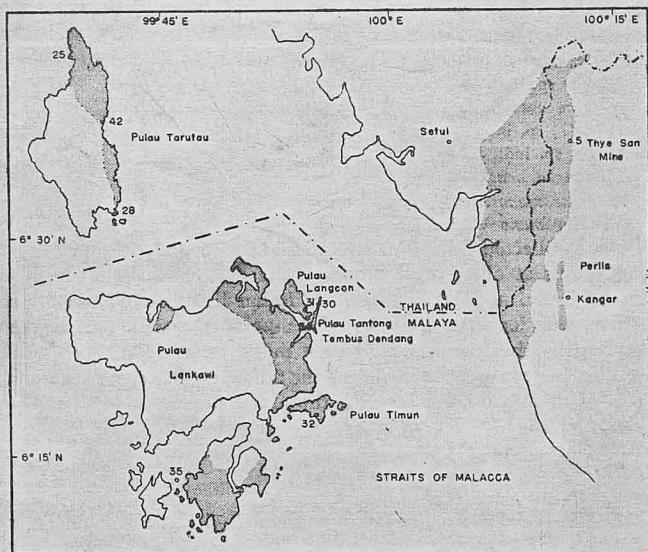 99° 45' E
100° E
100° 15' E
25
42
Pulau Tarutau
Setul
5 Thye San
Mine
28
6° 30' N
Pulau
Langcon
31
30
Perlis
Kangar
THAILAND
MALAYA
Pulau Tantong
Tembus Dendang
Pulau
Lankawi
32
Pulau Timun
6° 15' N
35
STRAITS OF MALACCA